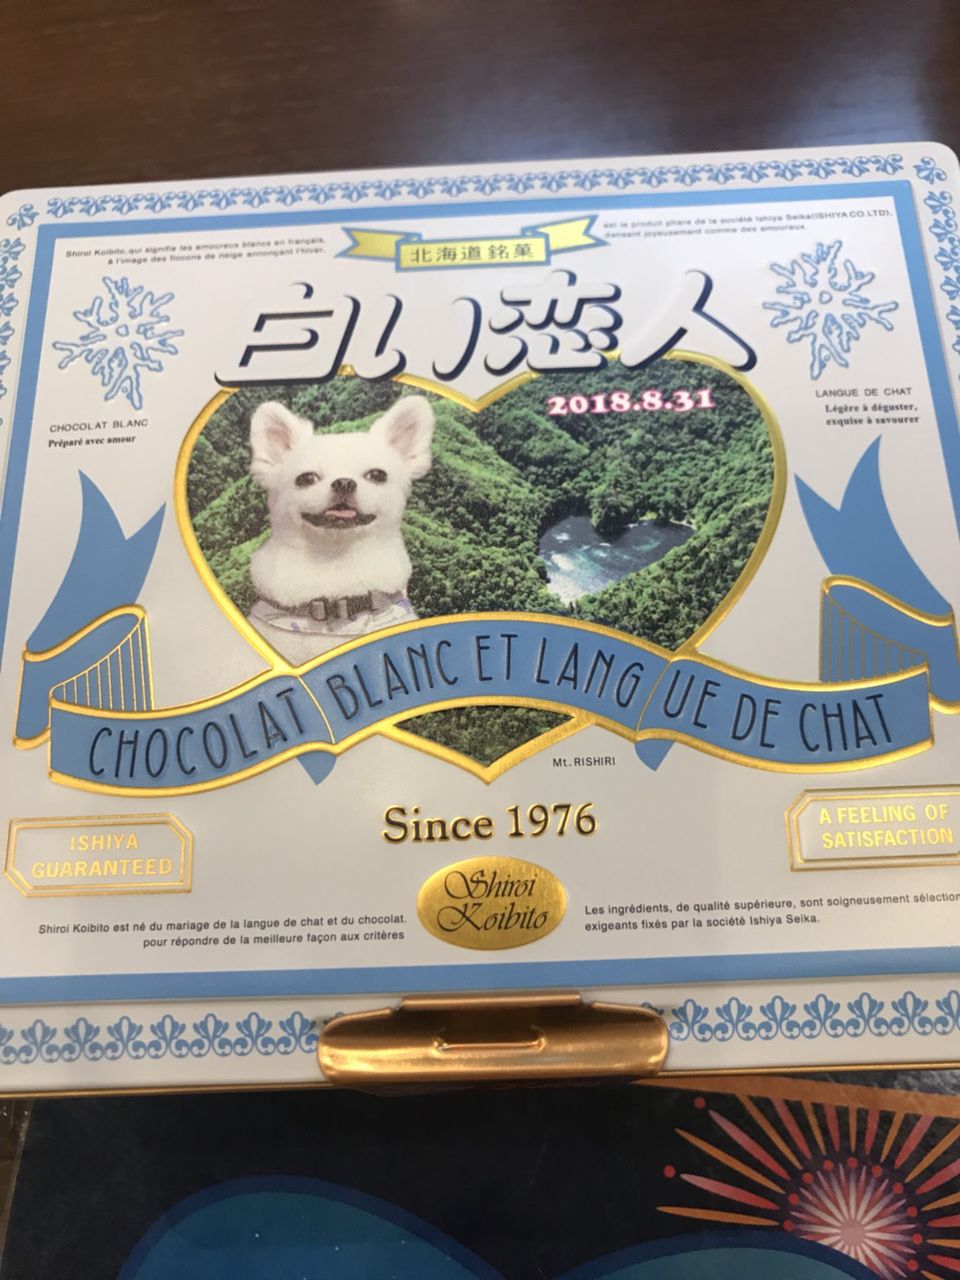 北海道銘菓
Shiroi Koibito, qui signifie les amoureux blancs en français,
à l'image des flocons de neige annonçant l'hiver,
est le produit phare de la société Ishiya Seika(ISHIYA CO.LTD),
dansant joyeusement comme des amoureux.
白い恋人
2018.8.31
CHOCOLAT BLANC
Préparé avec amour
LANGUE DE CHAT
Légère à déguster,
exquise à savourer
CHOCOLAT BLANC ET LANGUE DE CHAT
Mt. RISHIRI
Since 1976
ISHIYA
GUARANTEED
A FEELING OF
SATISFACTION
Shiroi
Koibito
Shiroi Koibito est né du mariage de la langue de chat et du chocolat.
pour répondre de la meilleure façon aux critères
Les ingrédients, de qualité supérieure, sont soigneusement sélection
exigeants fixés par la société Ishiya Seika.